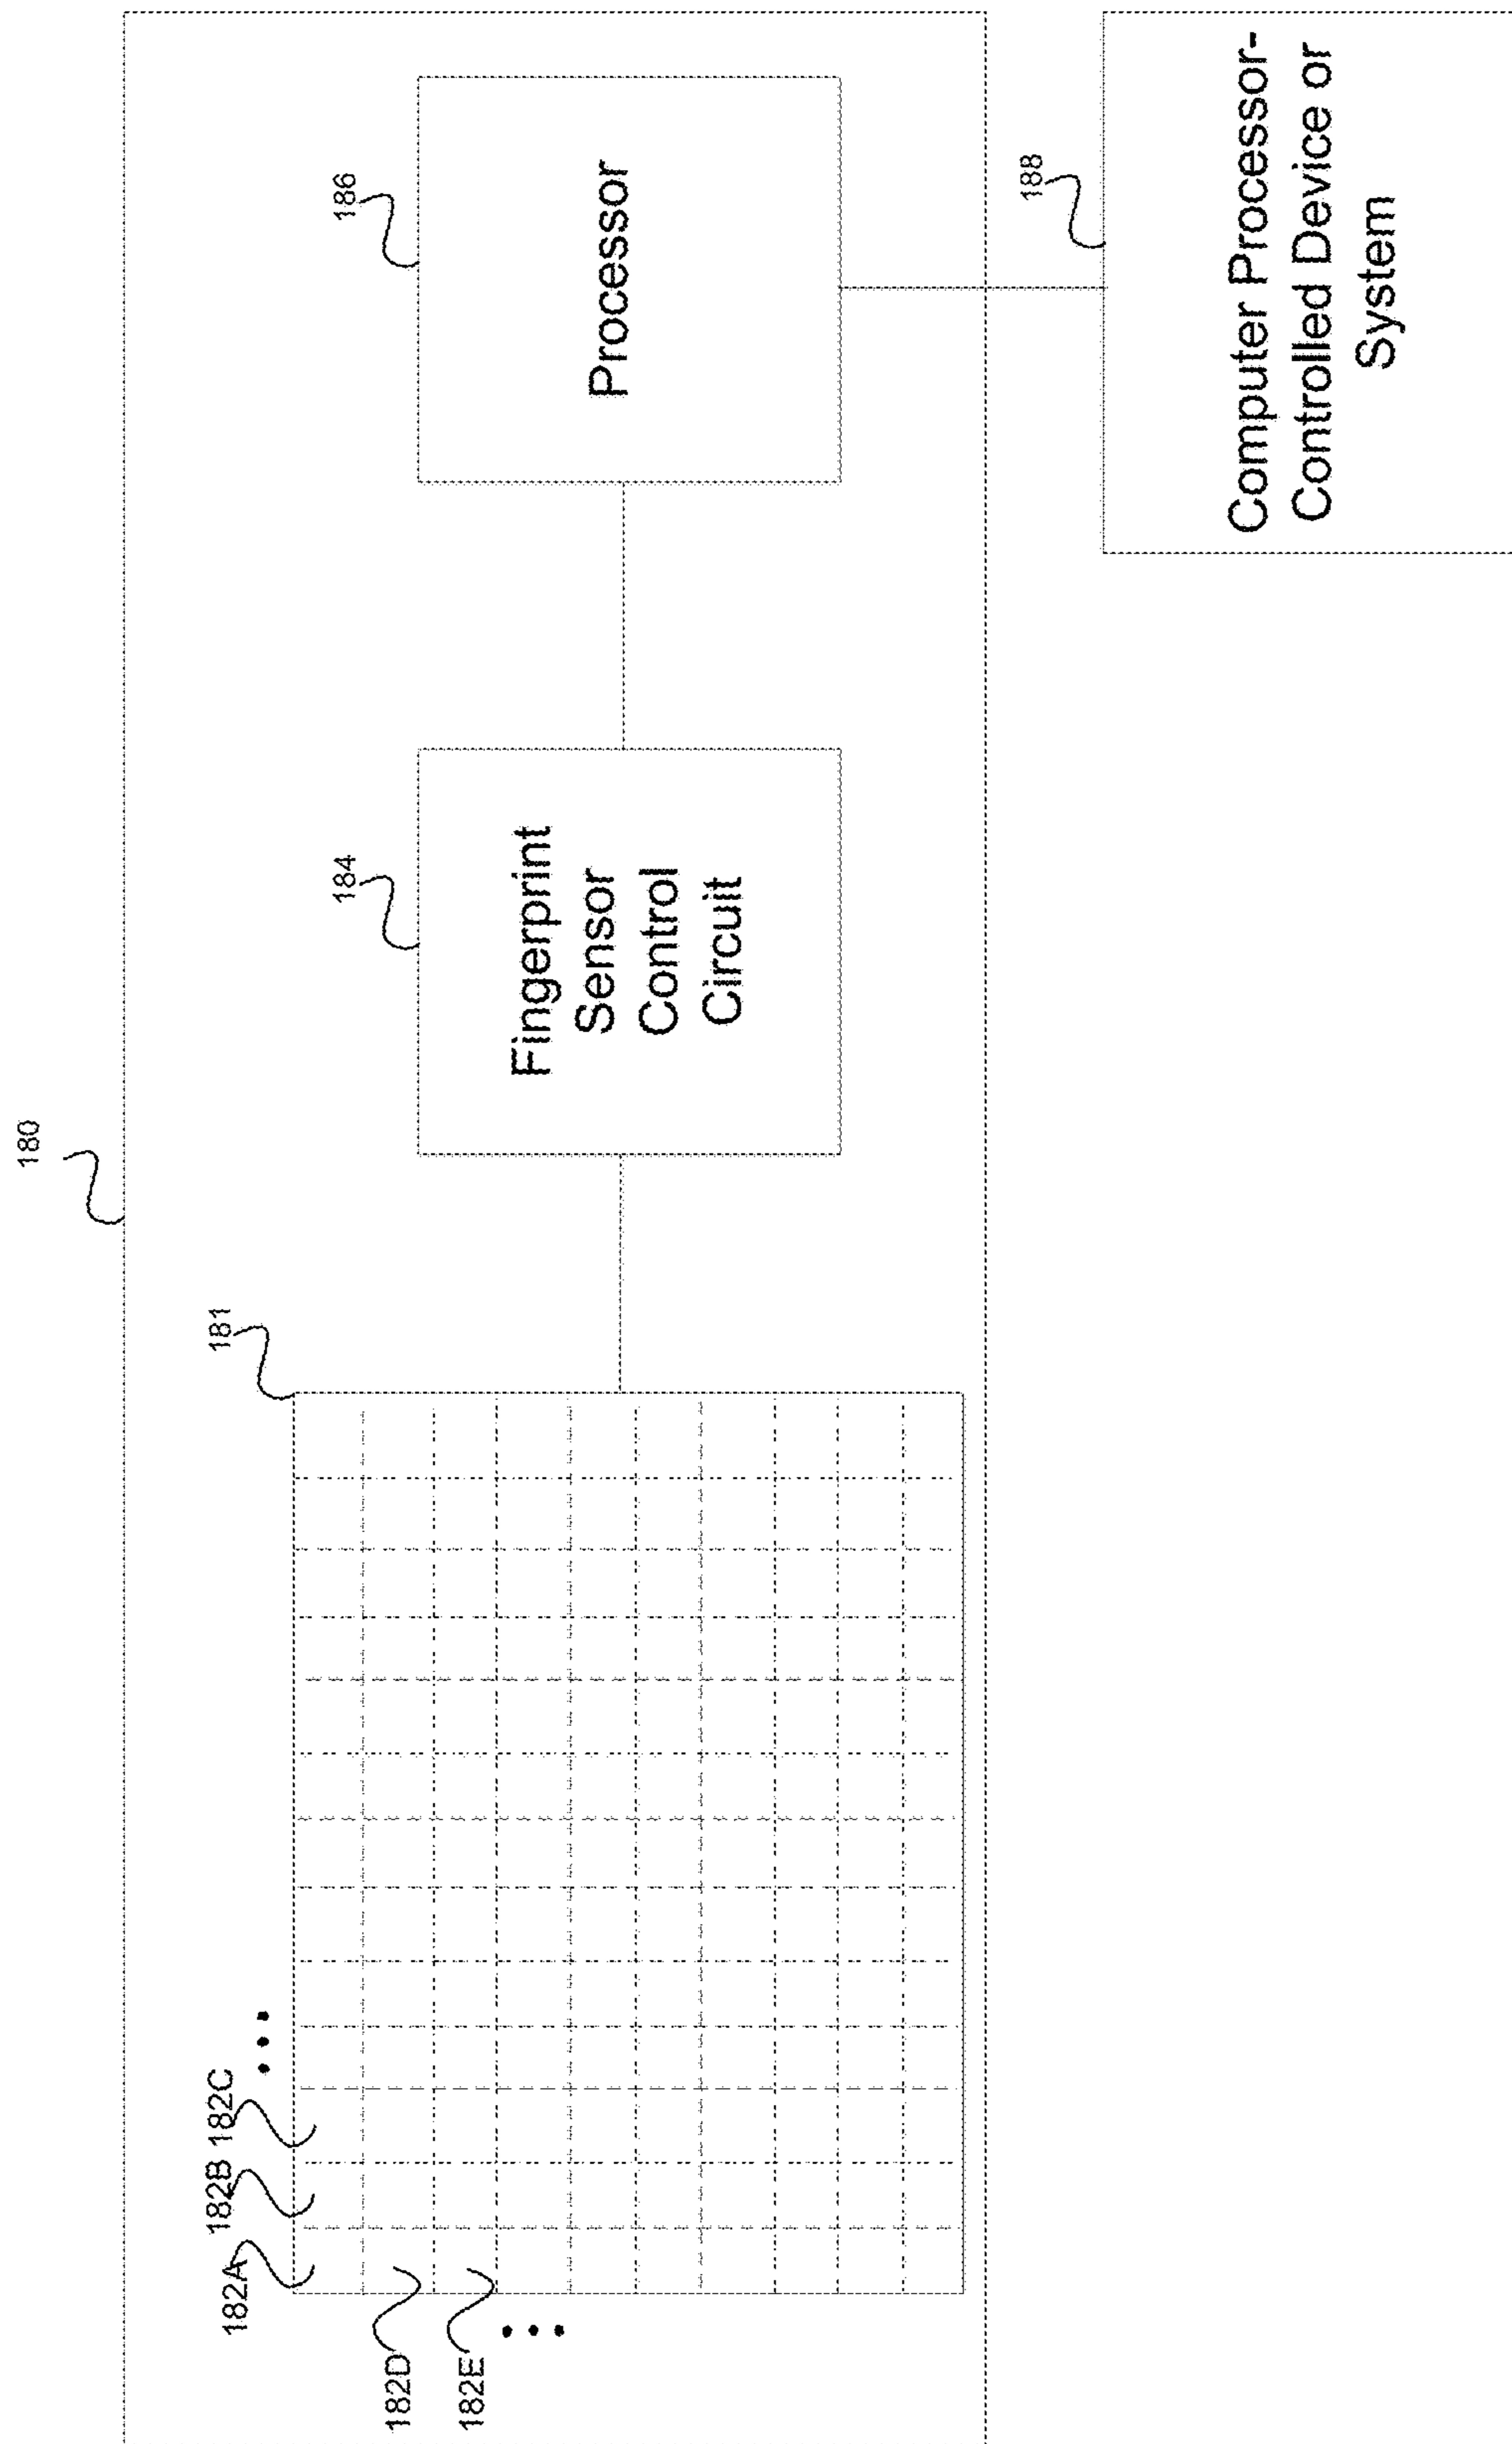 180
181
182A
182B
182C
182D
182E
184
Fingerprint
Sensor
Control
Circuit
186
Processor
188
Computer Processor-
Controlled Device or
System